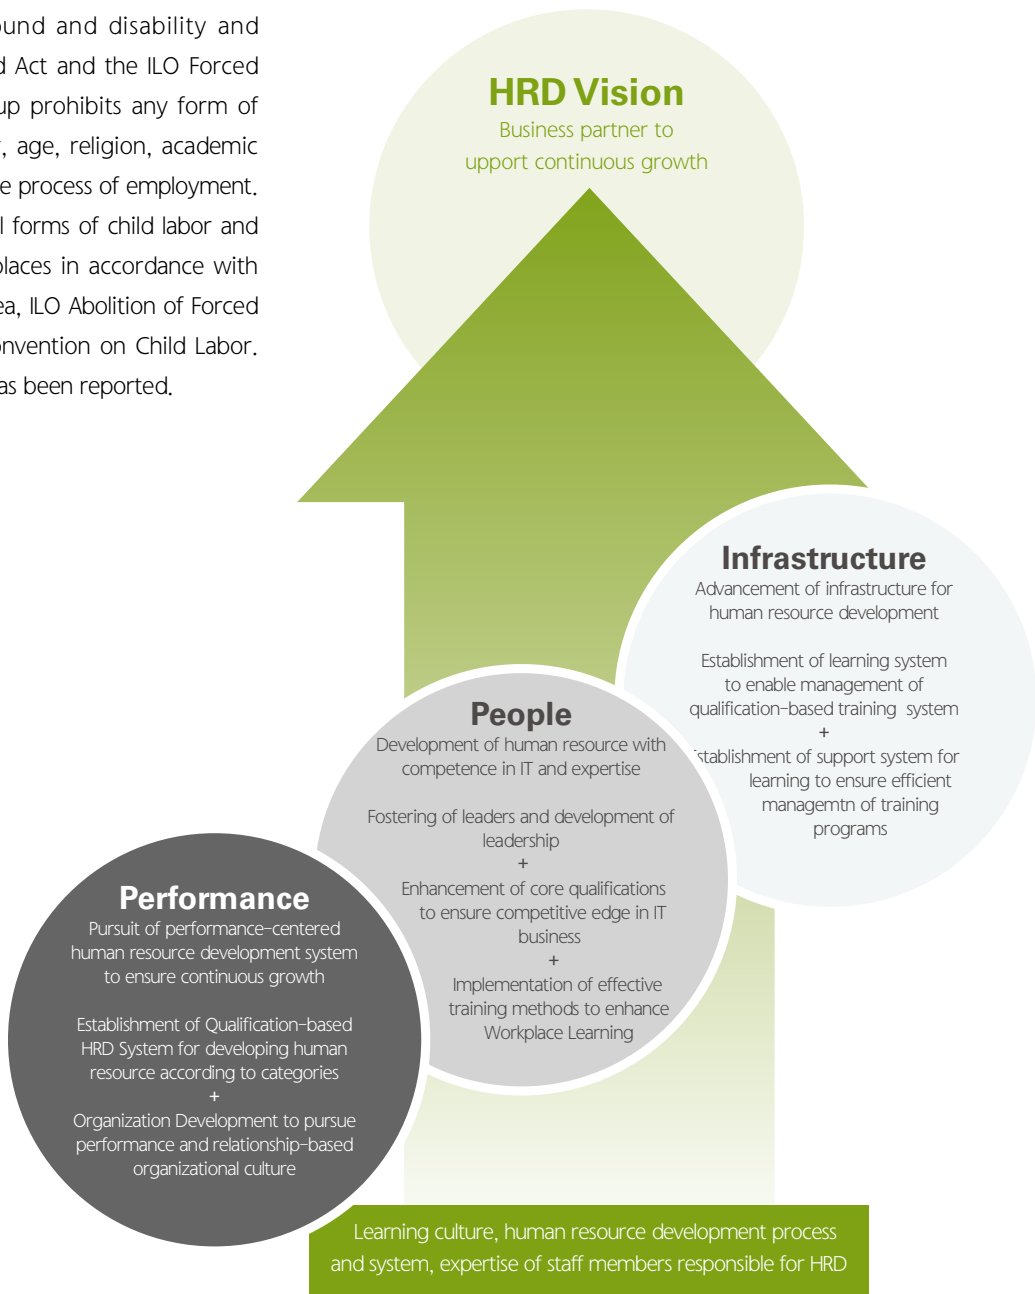 und and disability and
d Act and the ILO Forced
up prohibits any form of
, age, religion, academic
e process of employment.
l forms of child labor and
places in accordance with
ea, ILO Abolition of Forced
onvention on Child Labor.
as been reported.
HRD Vision
Business partner to
upport continuous growth
Infrastructure
Advancement of infrastructure for
human resource development
Establishment of learning system
to enable management of
qualification-based training system
+
stablishment of support system for
learning to ensure efficient
managemtn of training
programs
People
Development of human resource with
competence in IT and expertise
Fostering of leaders and development of
leadership
+
Enhancement of core qualifications
to ensure competitive edge in IT
business
+
Implementation of effective
training methods to enhance
Workplace Learning
Performance
Pursuit of performance-centered
human resource development system
to ensure continuous growth
Establishment of Qualification-based
HRD System for developing human
resource according to categories
+
Organization Development to pursue
performance and relationship-based
organizational culture
Learning culture, human resource development process
and system, expertise of staff members responsible for HRD